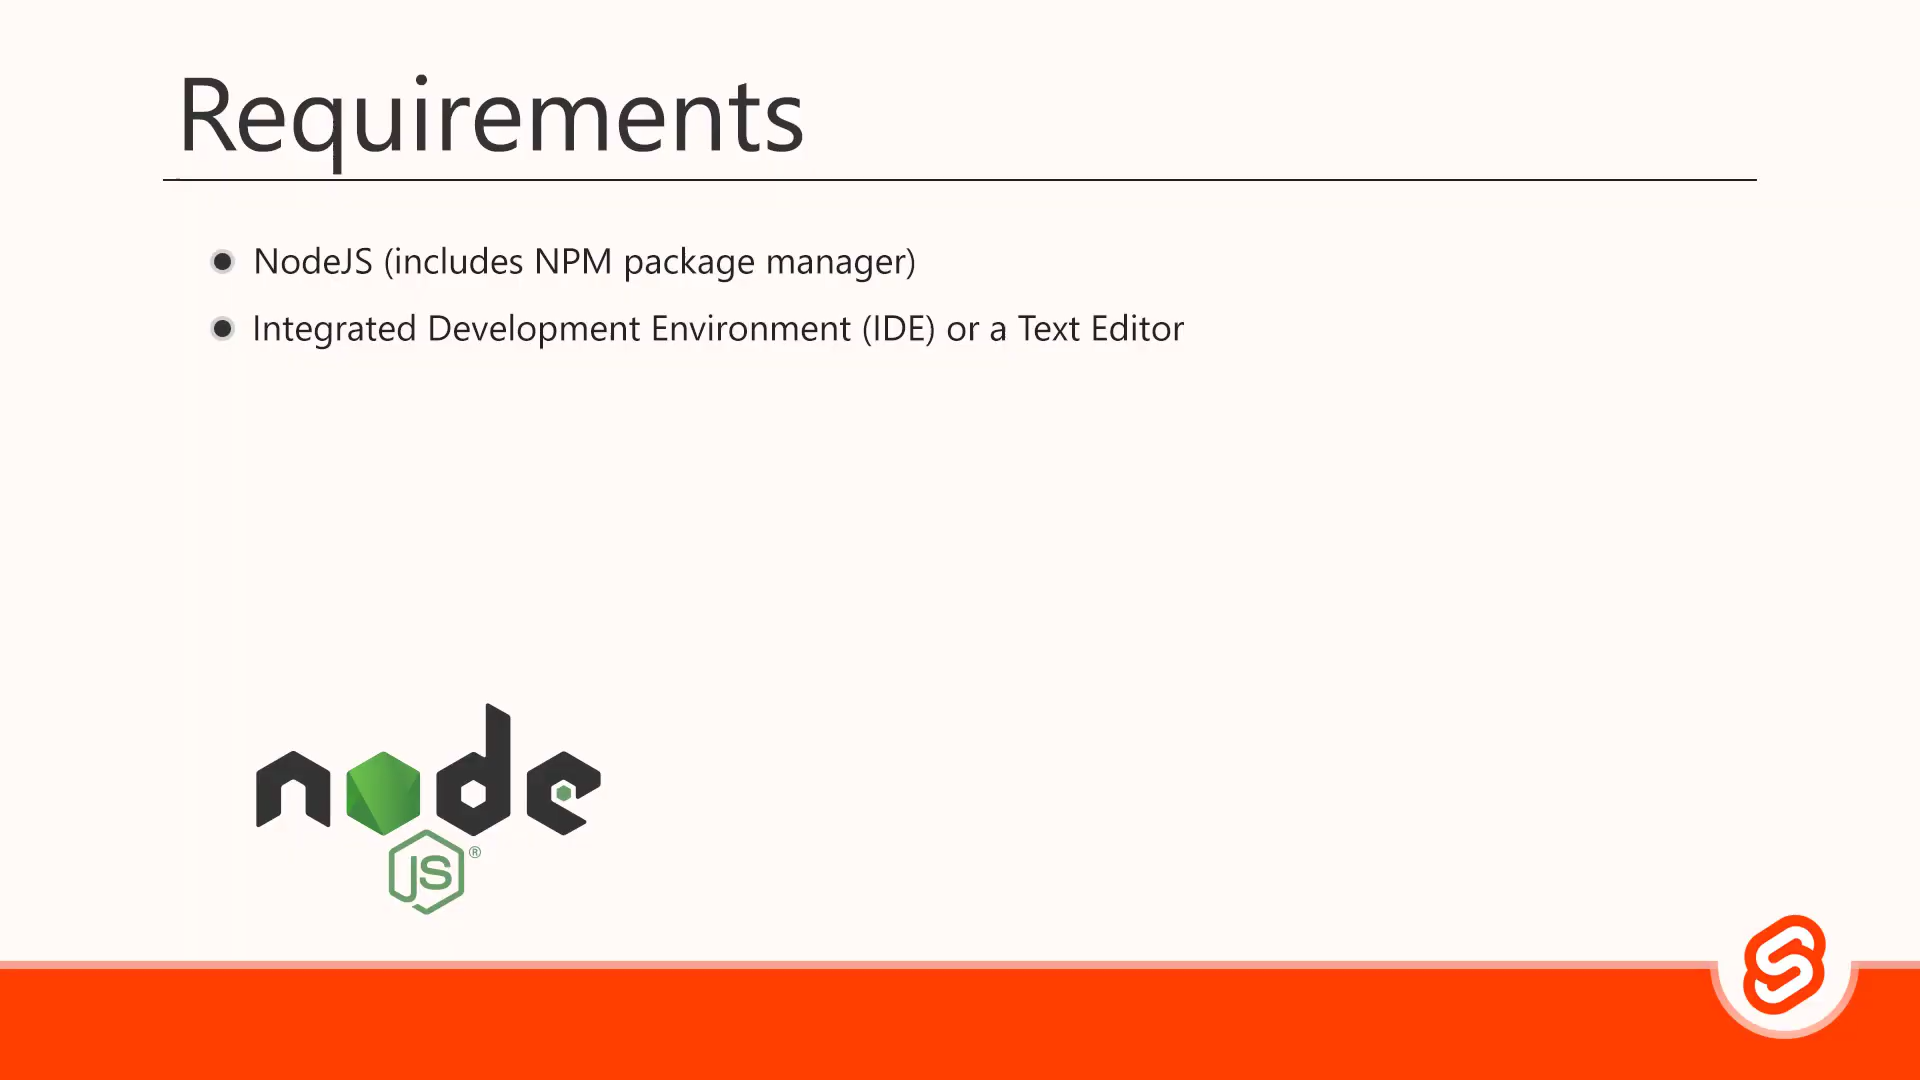 Requirements
NodeJS (includes NPM package manager)
Integrated Development Environment (IDE) or a Text Editor
node
JS®